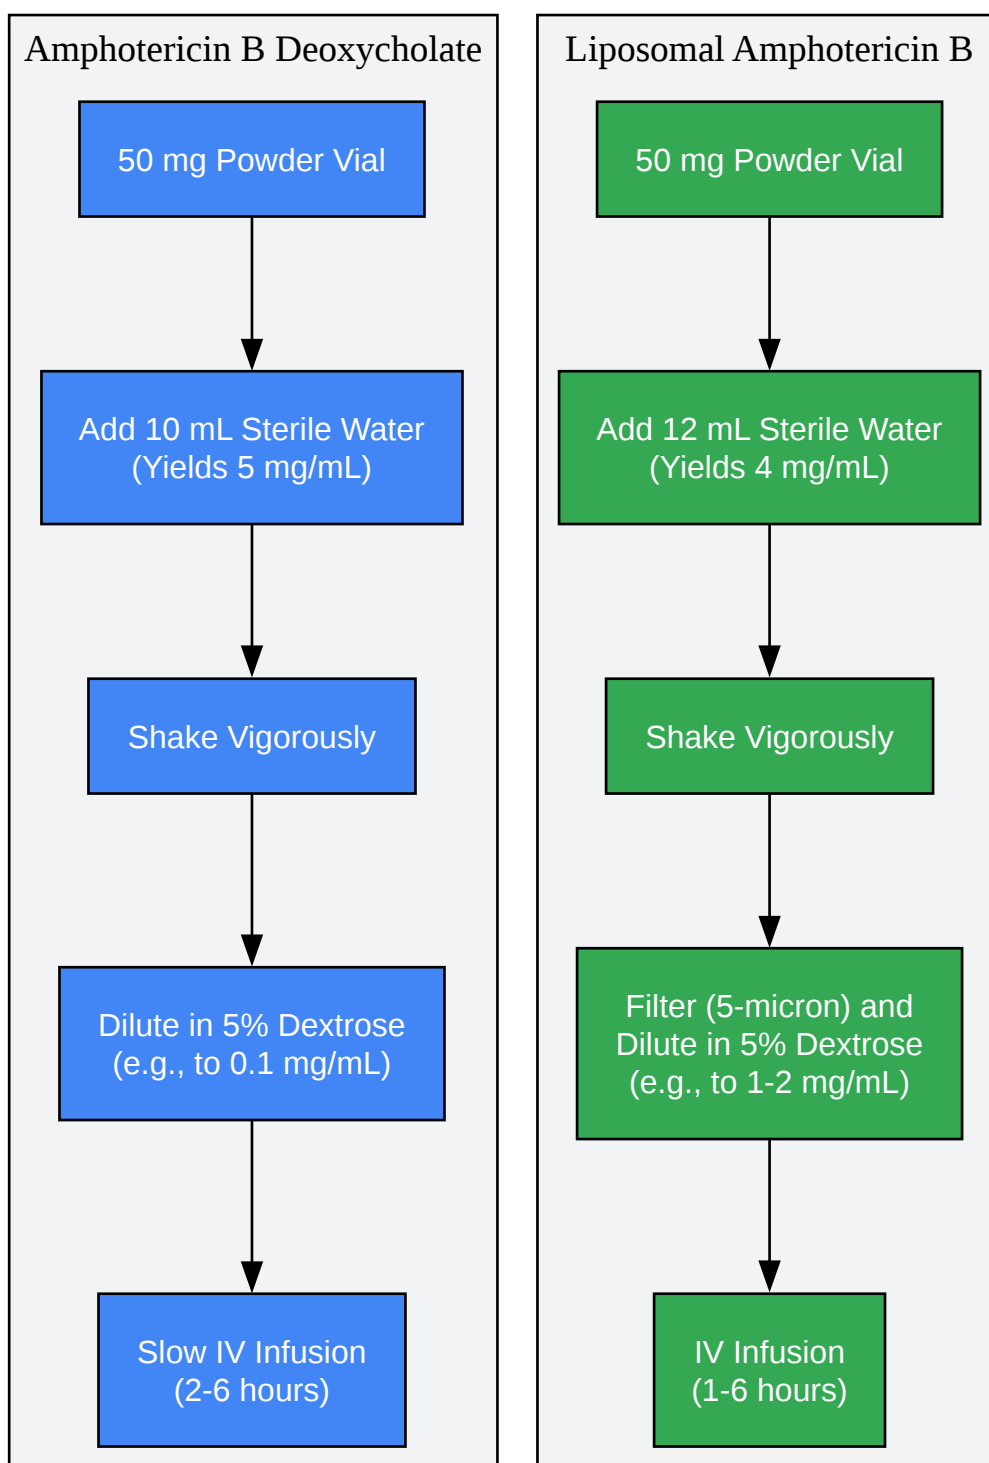 Amphotericin B Deoxycholate
50 mg Powder Vial
Add 10 mL Sterile Water
(Yields 5 mg/mL)
Shake Vigorously
Dilute in 5% Dextrose
(e.g., to 0.1 mg/mL)
Slow IV Infusion
(2-6 hours)
Liposomal Amphotericin B
50 mg Powder Vial
Add 12 mL Sterile Water
(Yields 4 mg/mL)
Shake Vigorously
Filter (5-micron) and
Dilute in 5% Dextrose
(e.g., to 1-2 mg/mL)
IV Infusion
(1-6 hours)